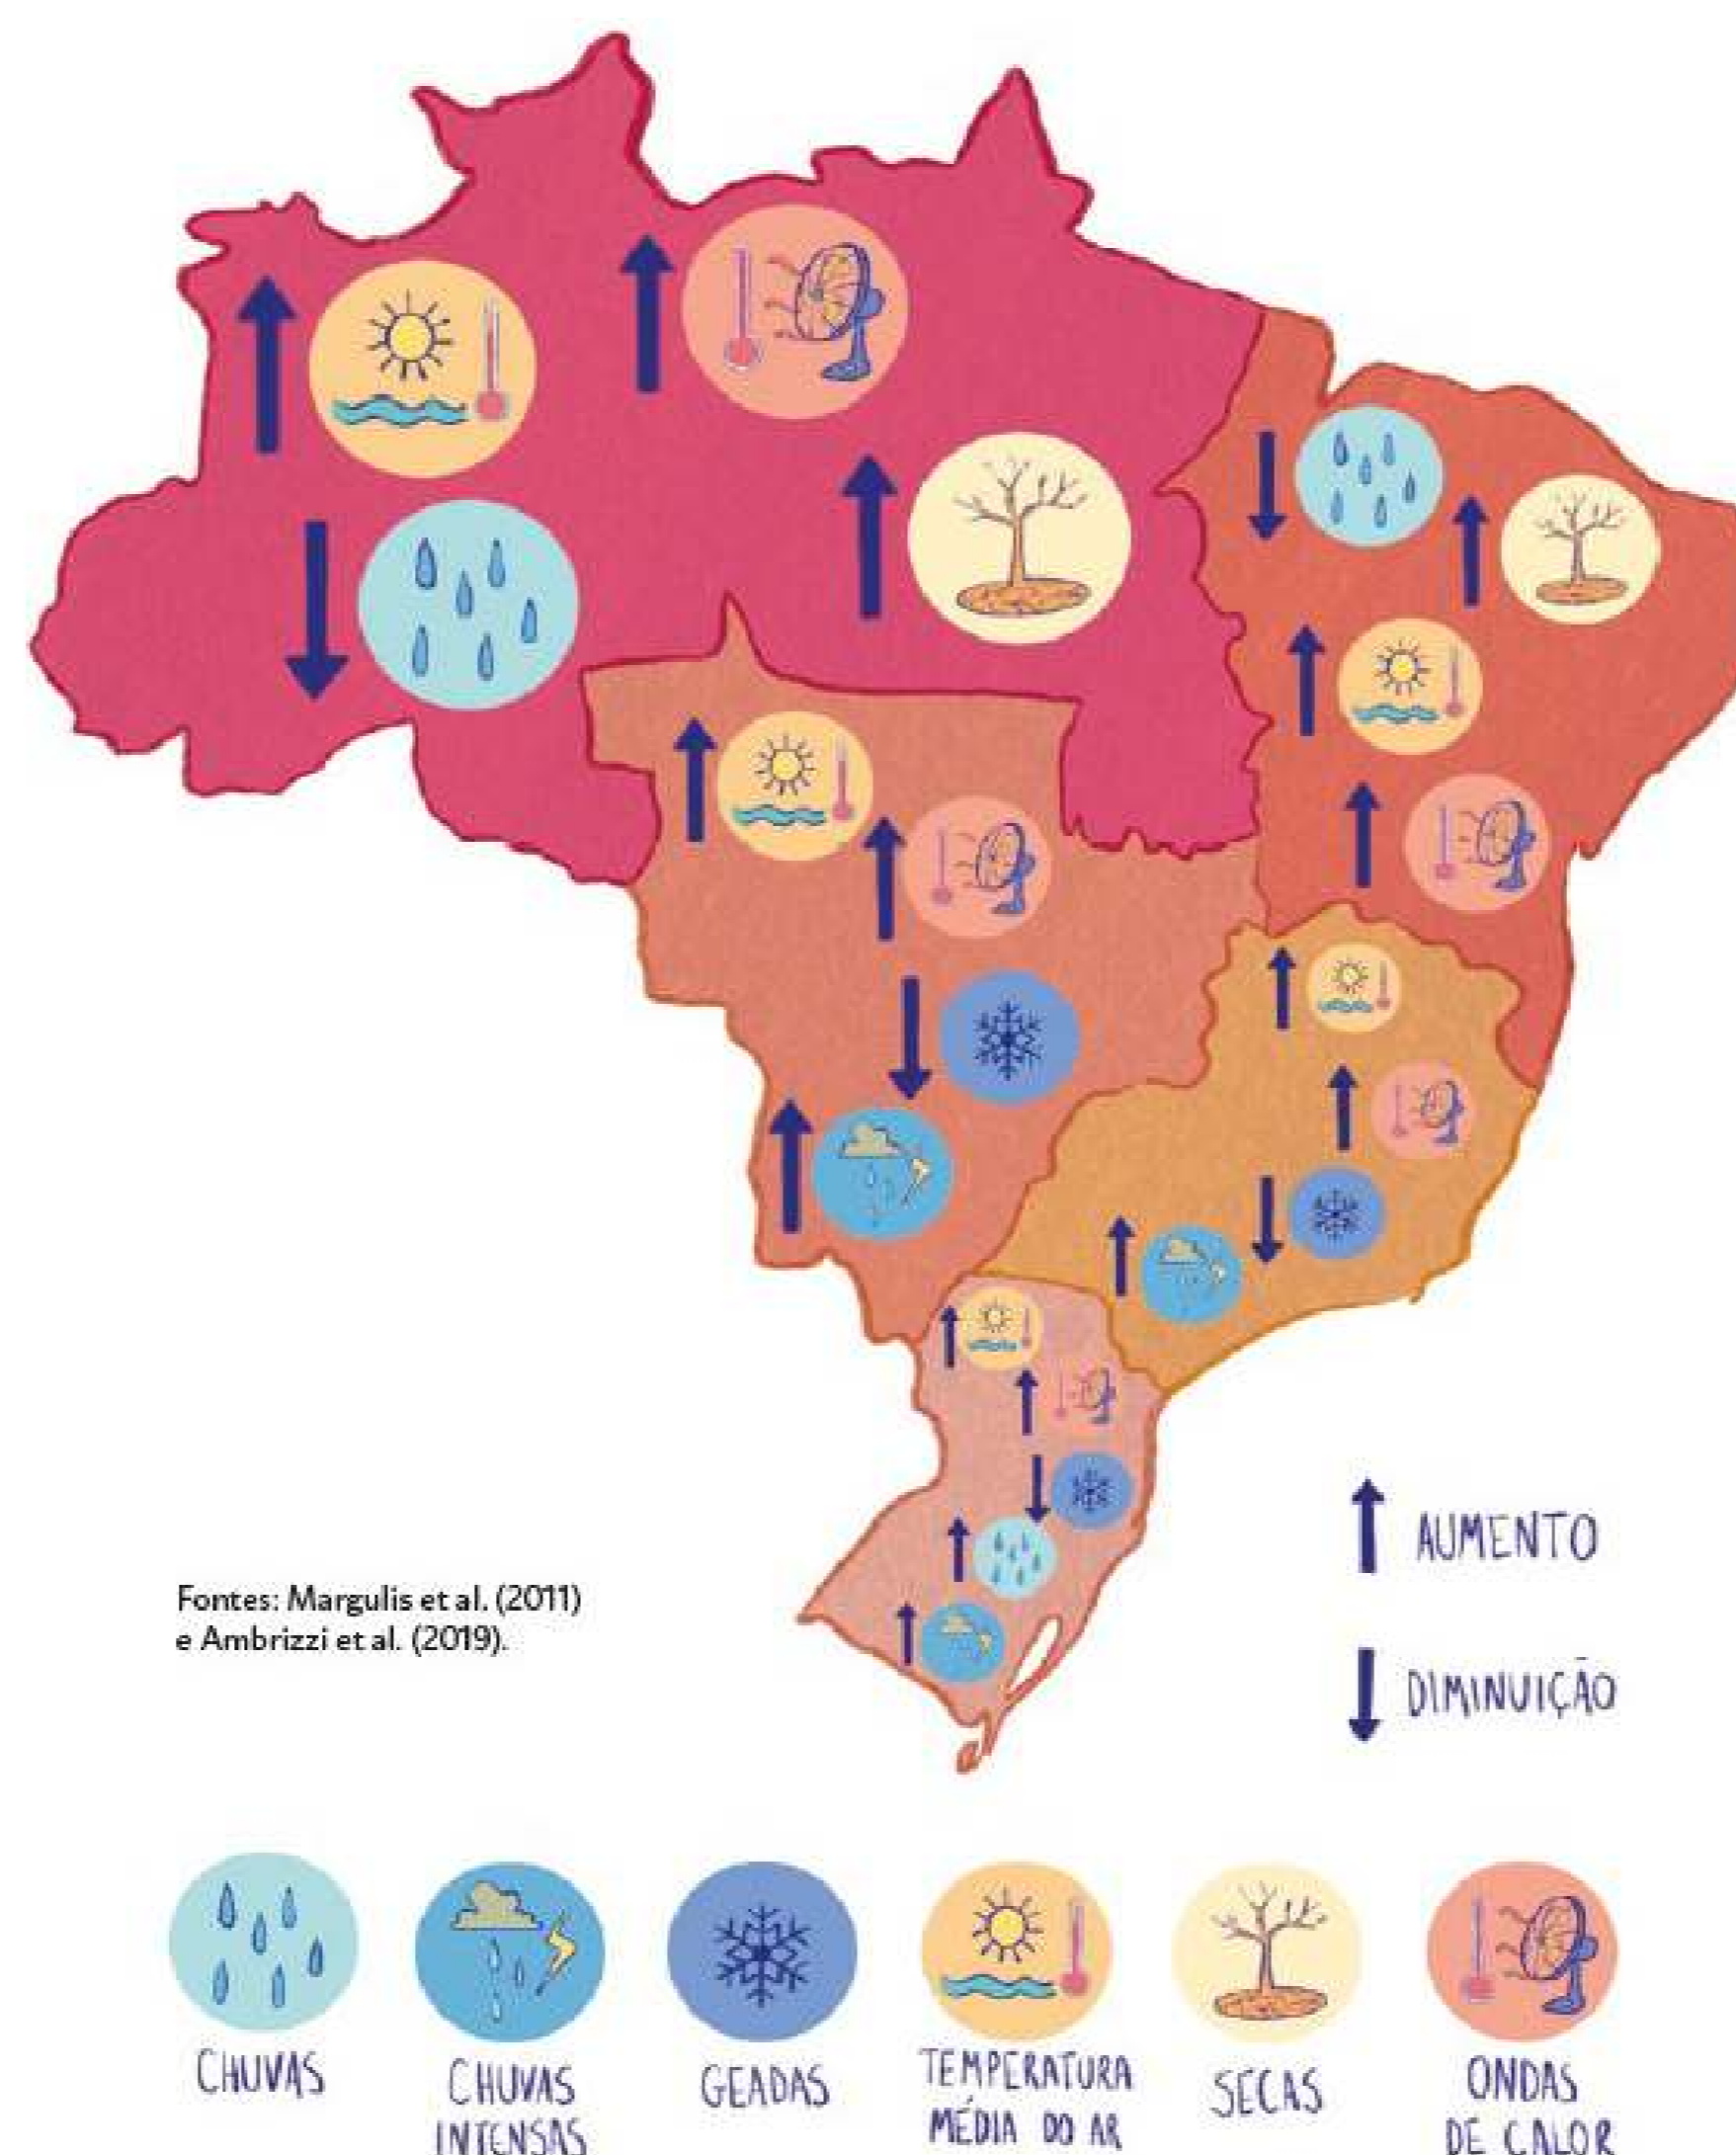 AUMENTO
Fontes: Margulis et al. (2011)
e Ambrizzi et al. (2019).
DIMINUIÇÃO
CHUVAS
CHUVAS
INTENSAS
GEADAS
TEMPERATURA
MÉDIA DO AR
SECAS
ONDAS
DE CALOR